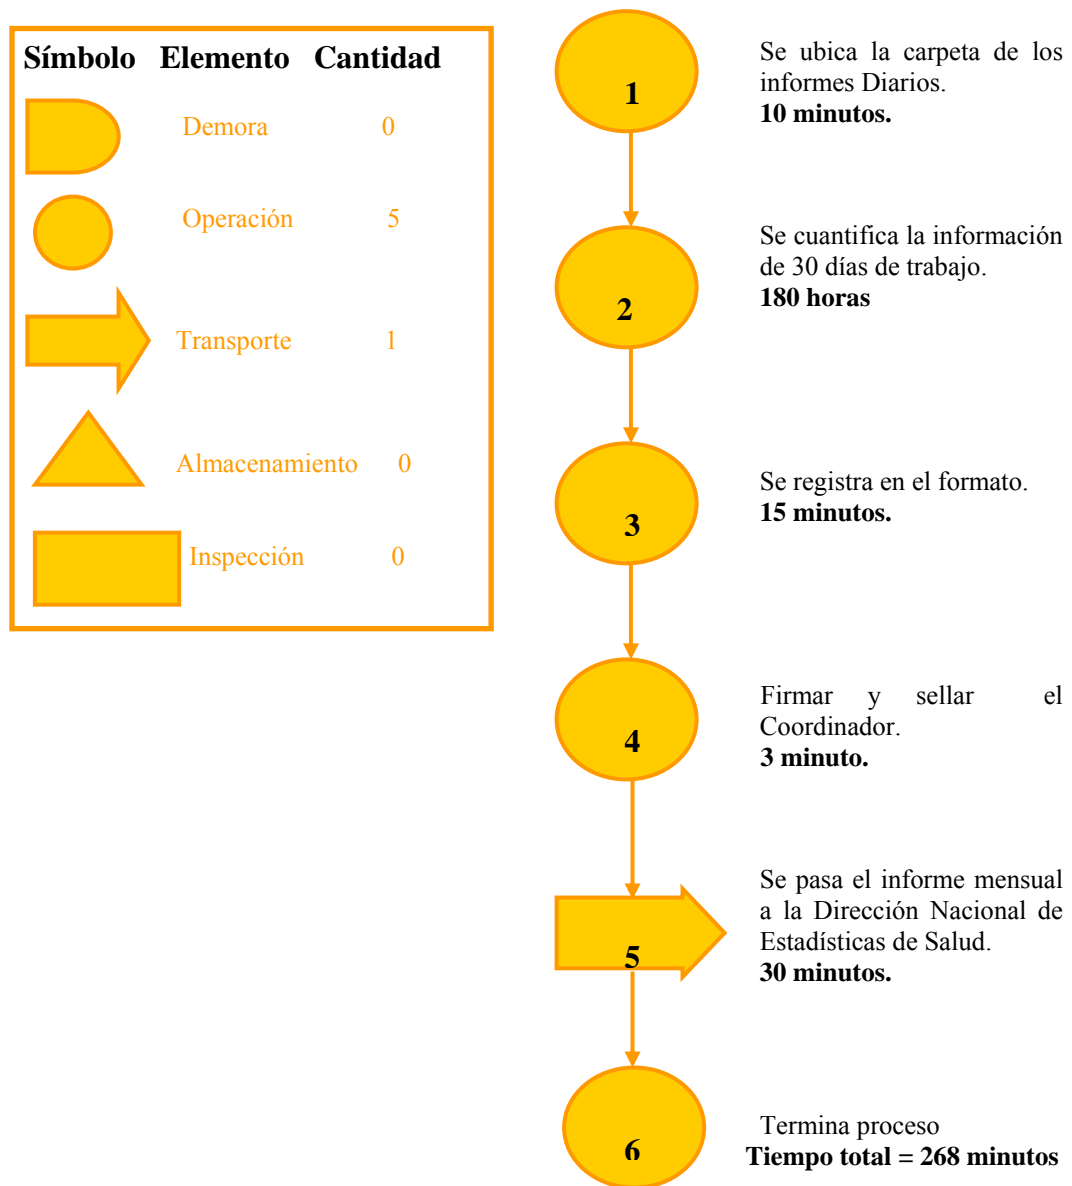 Símbolo Elemento Cantidad
Demora 0
Operación 5
Transporte 1
Almacenamiento 0
Inspección 0
1
Se ubica la carpeta de los
informes Diarios.
10 minutos.
2
Se cuantifica la información
de 30 días de trabajo.
180 horas
3
Se registra en el formato.
15 minutos.
4
Firmar y sellar el
Coordinador.
3 minuto.
5
Se pasa el informe mensual
a la Dirección Nacional de
Estadísticas de Salud.
30 minutos.
6
Termina proceso
Tiempo total = 268 minutos